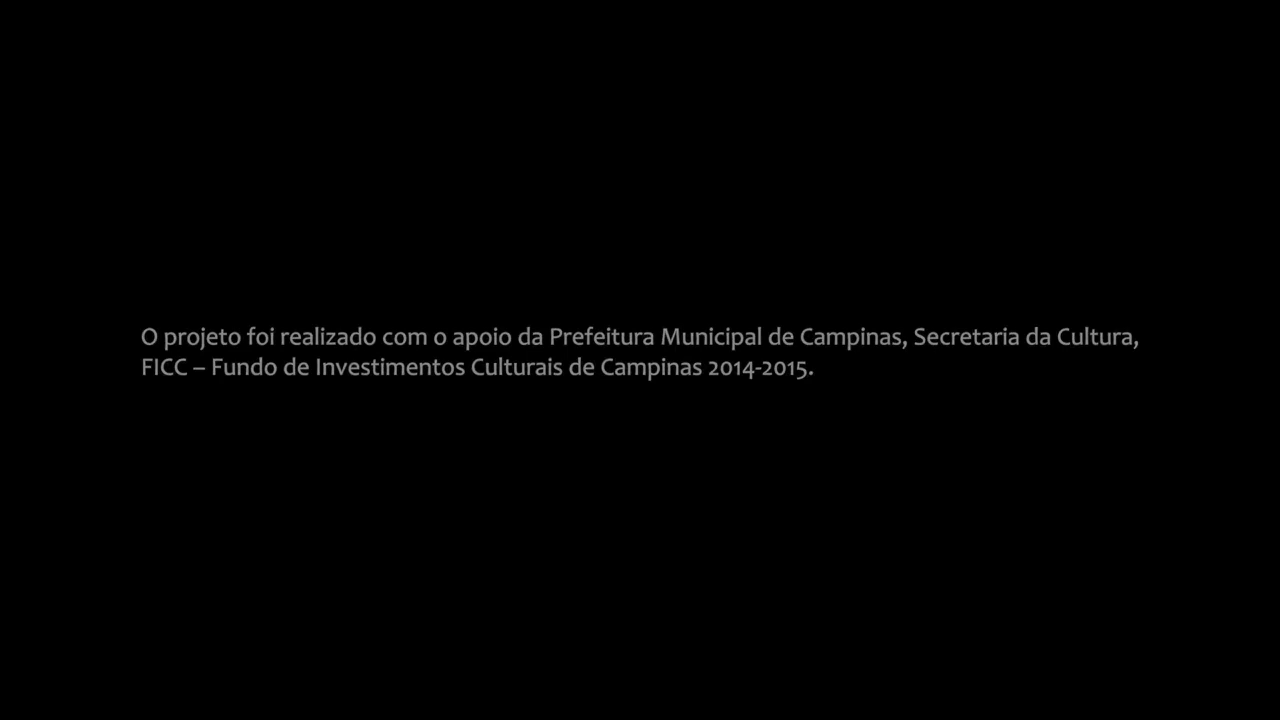 O projeto foi realizado com o apoio da Prefeitura Municipal de Campinas, Secretaria da Cultura,
FICC – Fundo de Investimentos Culturais de Campinas 2014-2015.